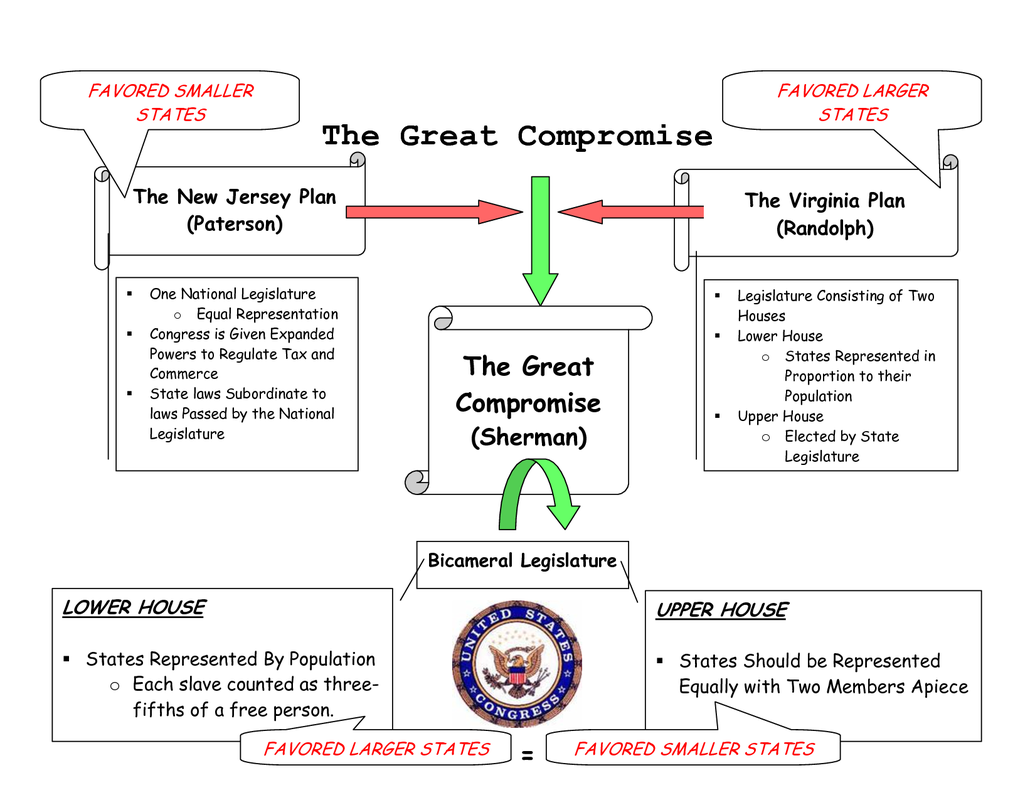 FAVORED SMALLER
STATES
FAVORED LARGER
STATES
The Great Compromise
The New Jersey Plan
(Paterson)
The Virginia Plan
(Randolph)
▪ One National Legislature
o Equal Representation
▪ Congress is Given Expanded
Powers to Regulate Tax and
Commerce
▪ State laws Subordinate to
laws Passed by the National
Legislature
The Great
Compromise
(Sherman)
▪ Legislature Consisting of Two
Houses
▪ Lower House
o States Represented in
Proportion to their
Population
▪ Upper House
o Elected by State
Legislature
Bicameral Legislature
LOWER HOUSE
▪ States Represented By Population
o Each slave counted as three-
fifths of a free person.
UNITED STATES
CONGRESS
UPPER HOUSE
▪ States Should be Represented
Equally with Two Members Apiece
FAVORED LARGER STATES
=
FAVORED SMALLER STATES